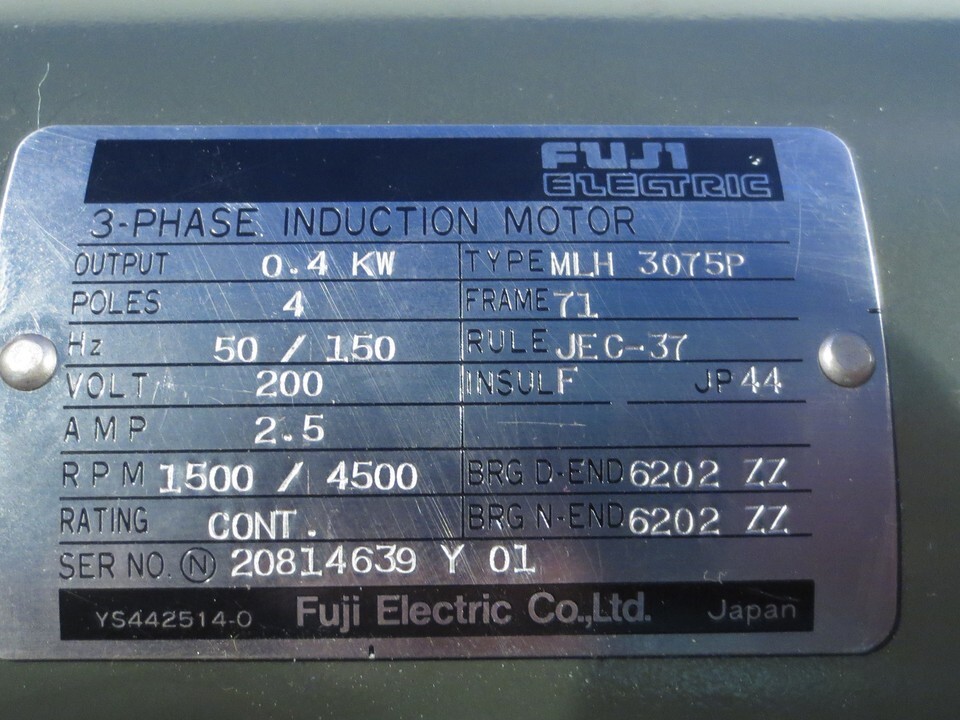 FUJI
ELECTRIC
3-PHASE INDUCTION MOTOR
OUTPUT 0.4 KW TYPE MLH 3075P
POLES 4 FRAME 71
Hz 50 / 150 RULE JEC-37
VOLT 200 INSUL F JP 44
AMP 2.5
RPM 1500 / 4500 BRG D-END 6202 ZZ
RATING CONT. BRG N-END 6202 ZZ
SER NO. Ⓝ 20814639 Y 01
YS442514-0 Fuji Electric Co.,Ltd. Japan